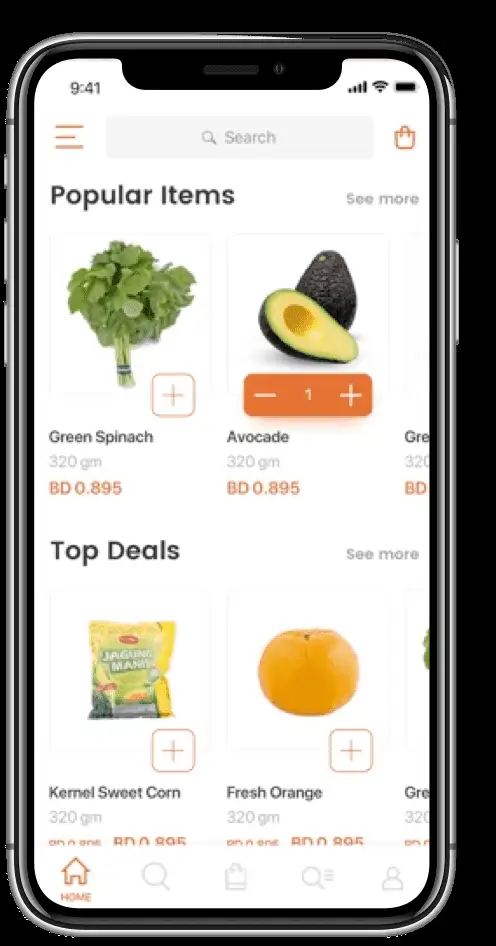 9:41
Search
Popular Items
See more
Green Spinach
320 gm
BD 0.895
Avocade
320 gm
BD 0.895
Gre
320
BD
Top Deals
See more
JAGUNG
MANIS
Kernel Sweet Corn
320 gm
BD 0.895 BD 0.895
Fresh Orange
320 gm
BD 0.895 BD 0.895
Gre
320
HOME